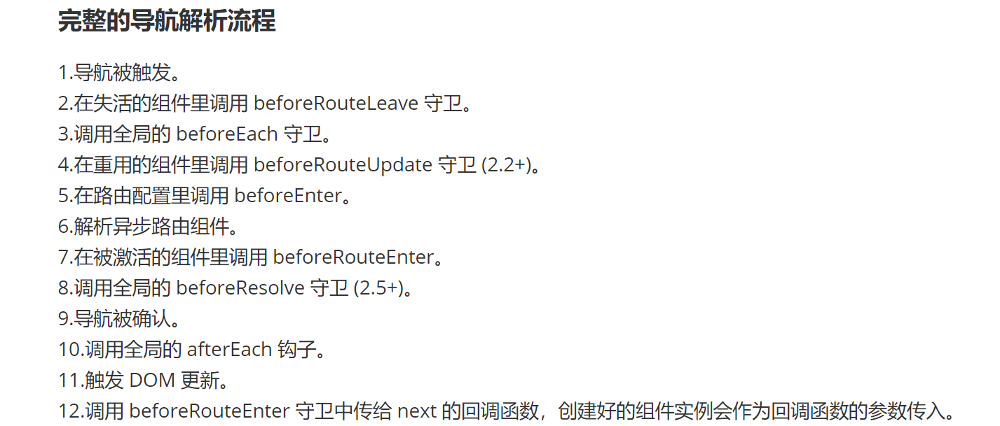 完整的导航解析流程
1.导航被触发。
2.在失活的组件里调用 beforeRouteLeave 守卫。
3.调用全局的 beforeEach 守卫。
4.在重用的组件里调用 beforeRouteUpdate 守卫 (2.2+)。
5.在路由配置里调用 beforeEnter。
6.解析异步路由组件。
7.在被激活的组件里调用 beforeRouteEnter。
8.调用全局的 beforeResolve 守卫 (2.5+)。
9.导航被确认。
10.调用全局的 afterEach 钩子。
11.触发 DOM 更新。
12.调用 beforeRouteEnter 守卫中传给 next 的回调函数，创建好的组件实例会作为回调函数的参数传入。